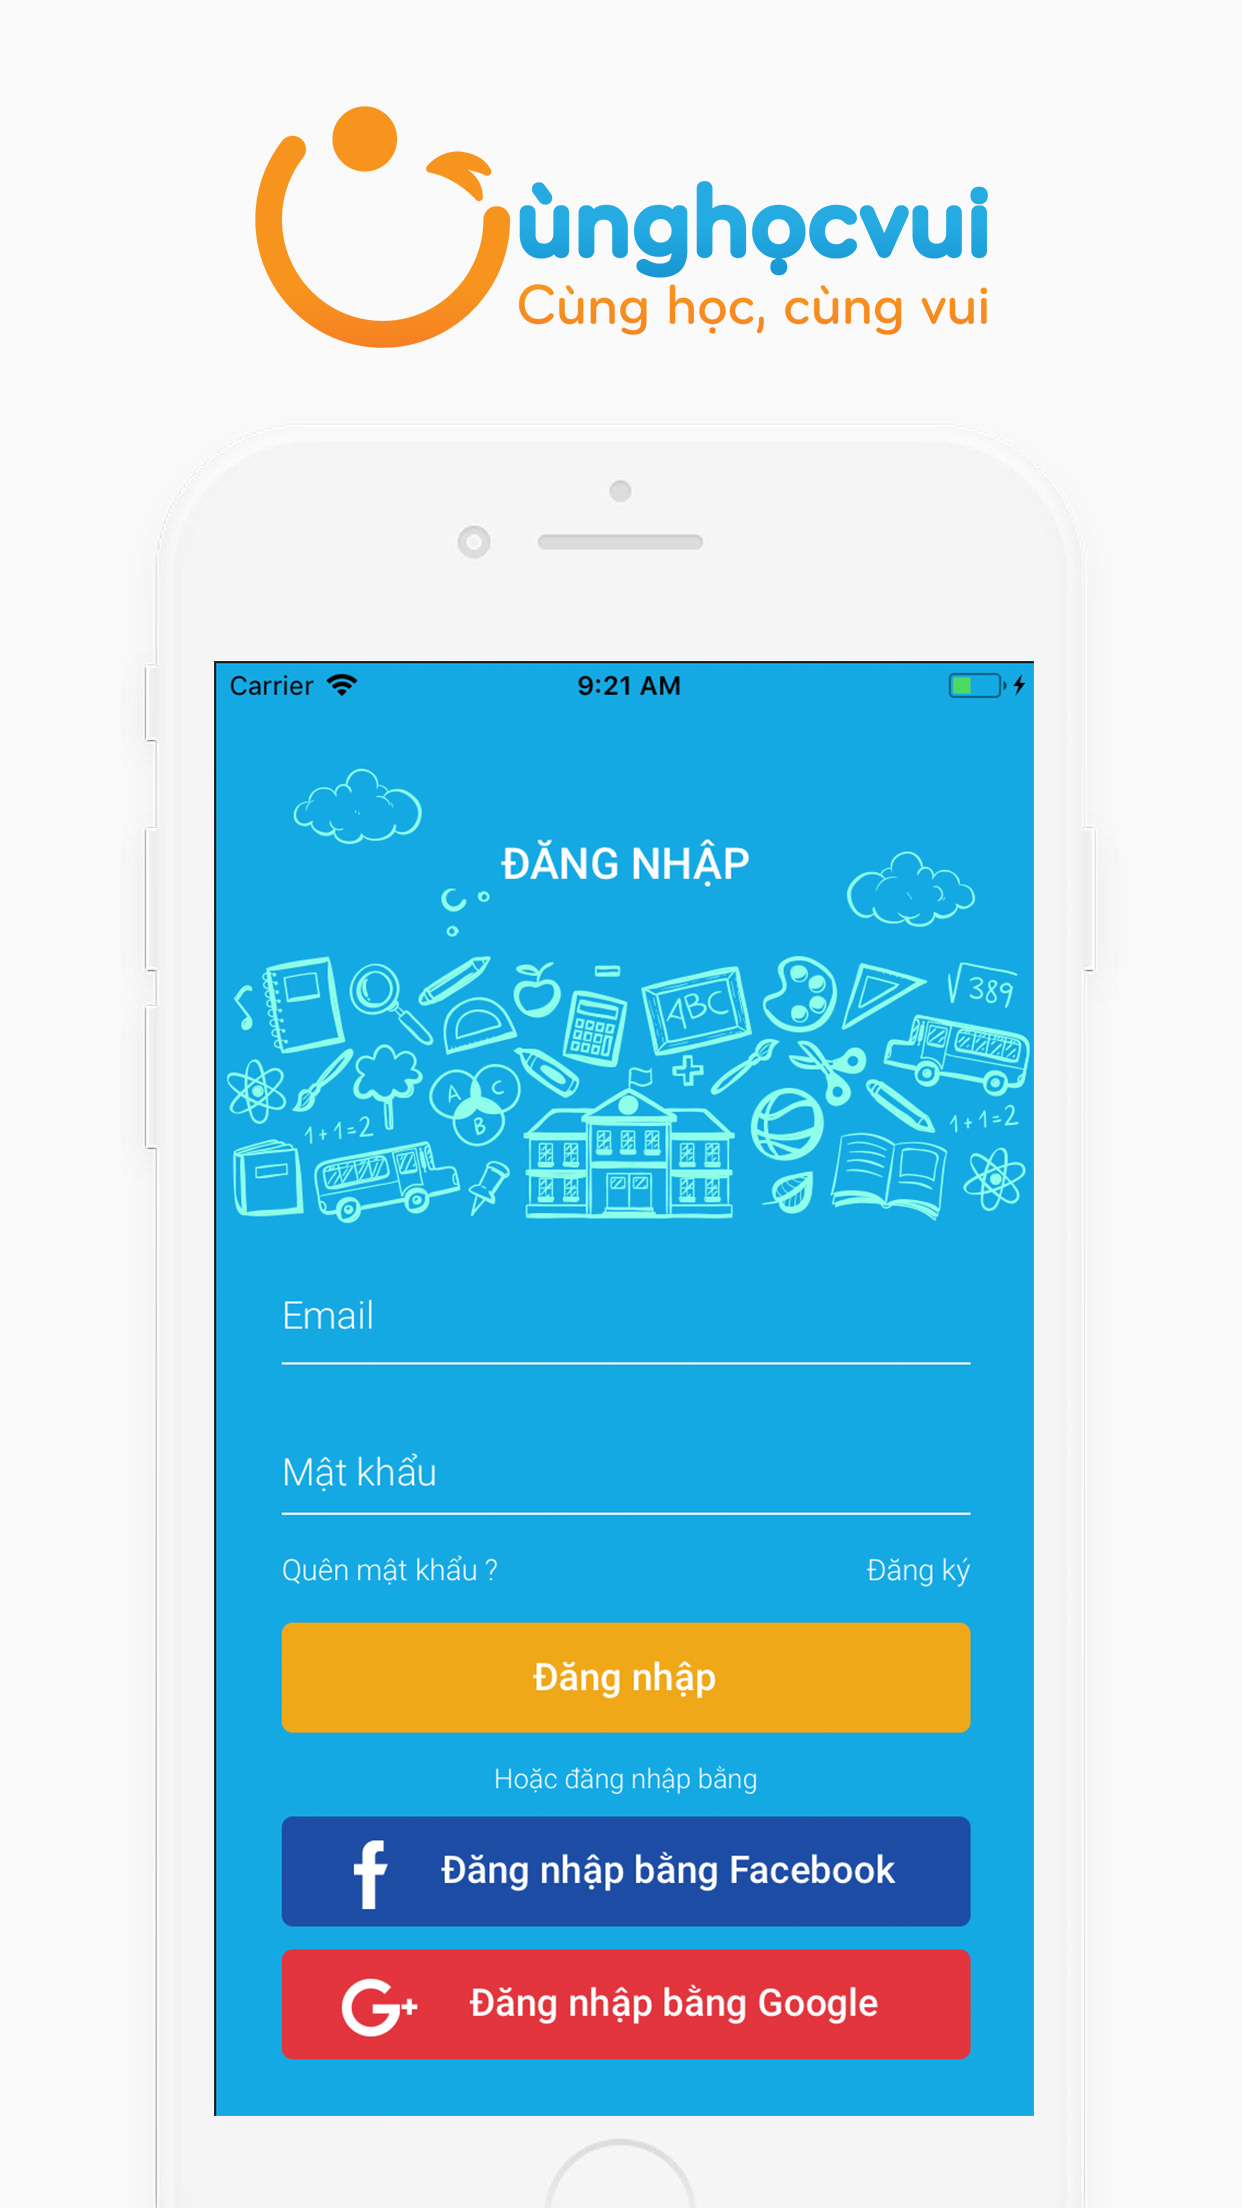 ùnghọcvui
Cùng học, cùng vui
Carrier 9:21 AM
ĐĂNG NHẬP
ABC
√389
A C
B
1+1=2
1+1=2
Email
Mật khẩu
Quên mật khẩu ? Đăng ký
Đăng nhập
Hoặc đăng nhập bằng
f Đăng nhập bằng Facebook
G+ Đăng nhập bằng Google